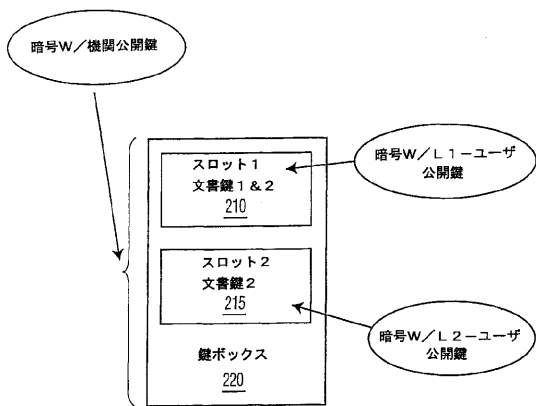 暗号W/機関公開鍵
スロット1
文書鍵1&2
210
暗号W/L1-ユーザ
公開鍵
スロット2
文書鍵2
215
暗号W/L2-ユーザ
公開鍵
鍵ボックス
220